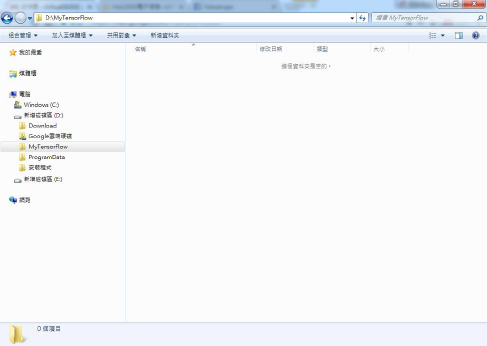 D:\MyTensorFlow
搜尋 MyTensorFlow
組合管理 加入至媒體櫃 共用對象 新增資料夾
名稱 修改日期 類型 大小
這個資料夾是空的。
我的最愛
媒體櫃
電腦
Windows (C:)
新增磁碟區 (D:)
Download
Google雲端硬碟
MyTensorFlow
ProgramData
安裝程式
新增磁碟區 (E:)
網路
0 個項目